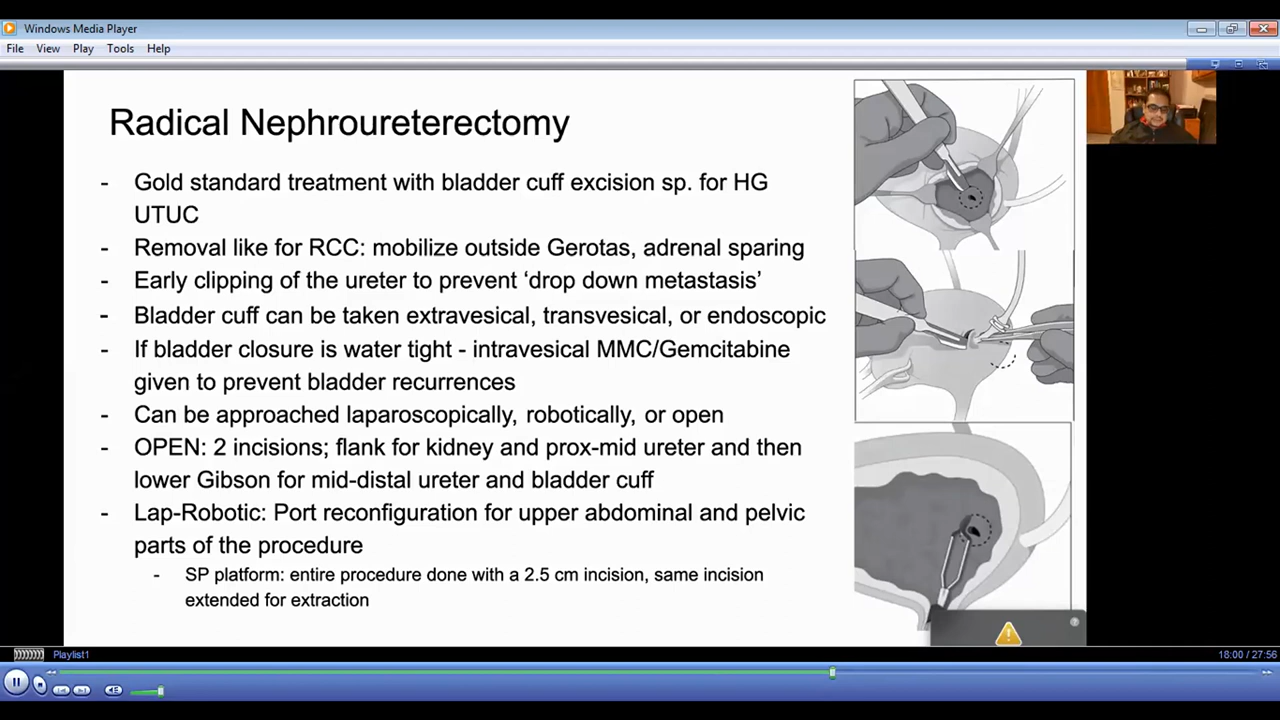 Windows Media Player
File View Play Tools Help
Radical Nephroureterectomy
- Gold standard treatment with bladder cuff excision sp. for HG
UTUC
- Removal like for RCC: mobilize outside Gerotas, adrenal sparing
- Early clipping of the ureter to prevent ‘drop down metastasis’
- Bladder cuff can be taken extravesical, transvesical, or endoscopic
- If bladder closure is water tight - intravesical MMC/Gemcitabine
given to prevent bladder recurrences
- Can be approached laparoscopically, robotically, or open
- OPEN: 2 incisions; flank for kidney and prox-mid ureter and then
lower Gibson for mid-distal ureter and bladder cuff
- Lap-Robotic: Port reconfiguration for upper abdominal and pelvic
parts of the procedure
- SP platform: entire procedure done with a 2.5 cm incision, same incision
extended for extraction
Playlist1
18:00 / 27:56